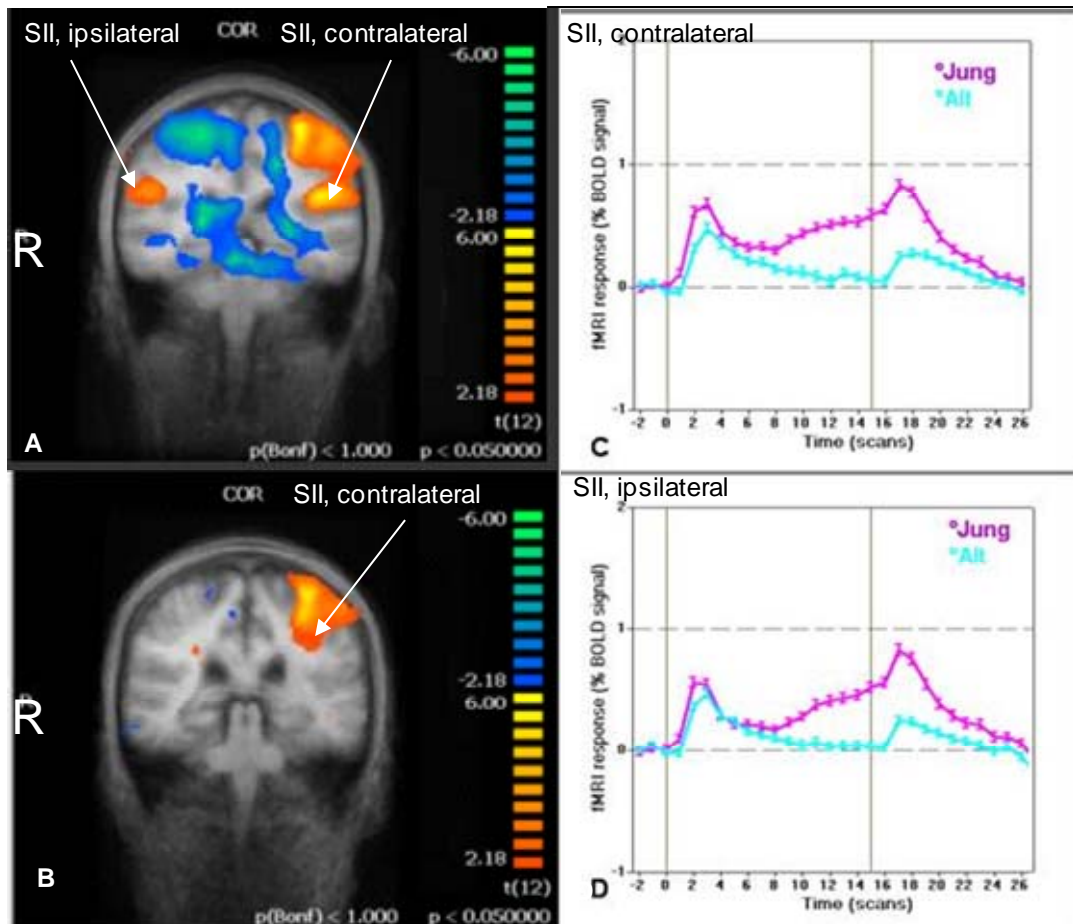 SII, ipsilateral
COR
SII, contralateral
-6.00
-2.18
6.00
2.18
t(12)
R
A
p(Bonf) < 1.000
p < 0.050000
SII, contralateral
°Jung
°Alt
fMRI response (% BOLD signal)
2
1
0
-1
-2 0 2 4 6 8 10 12 14 16 18 20 22 24 26
C
Time (scans)
COR
SII, contralateral
-6.00
-2.18
6.00
2.18
t(12)
R
B
p(Bonf) < 1.000
p < 0.050000
SII, ipsilateral
°Jung
°Alt
fMRI response (% BOLD signal)
2
1
0
-1
-2 0 2 4 6 8 10 12 14 16 18 20 22 24 26
D
Time (scans)